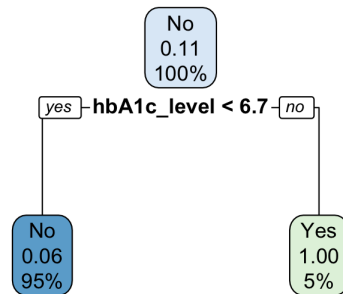 No
0.11
100%
yes hbA1c_level < 6.7 no
No
0.06
95%
Yes
1.00
5%